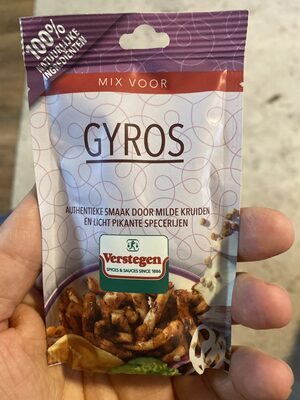 100%
NATUURLIJKE
INGREDIËNTEN
MIX VOOR
GYROS
AUTHENTIEKE SMAAK DOOR MILDE KRUIDEN
EN LICHT PIKANTE SPECERIJEN
Verstegen
SPICES & SAUCES SINCE 1886